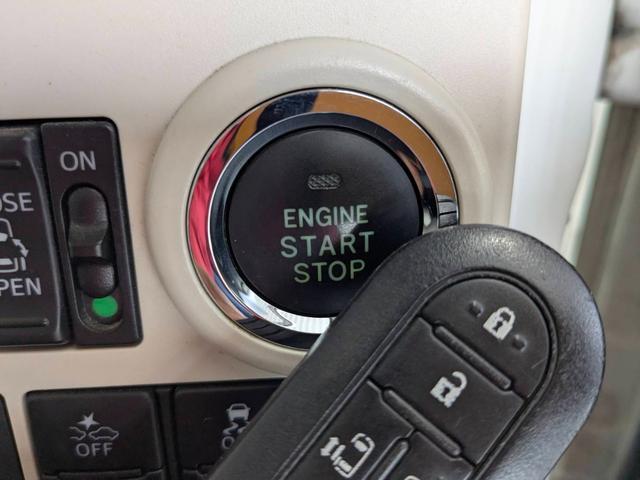 ENGINE
START
STOP
ON
OSE
PEN
OFF